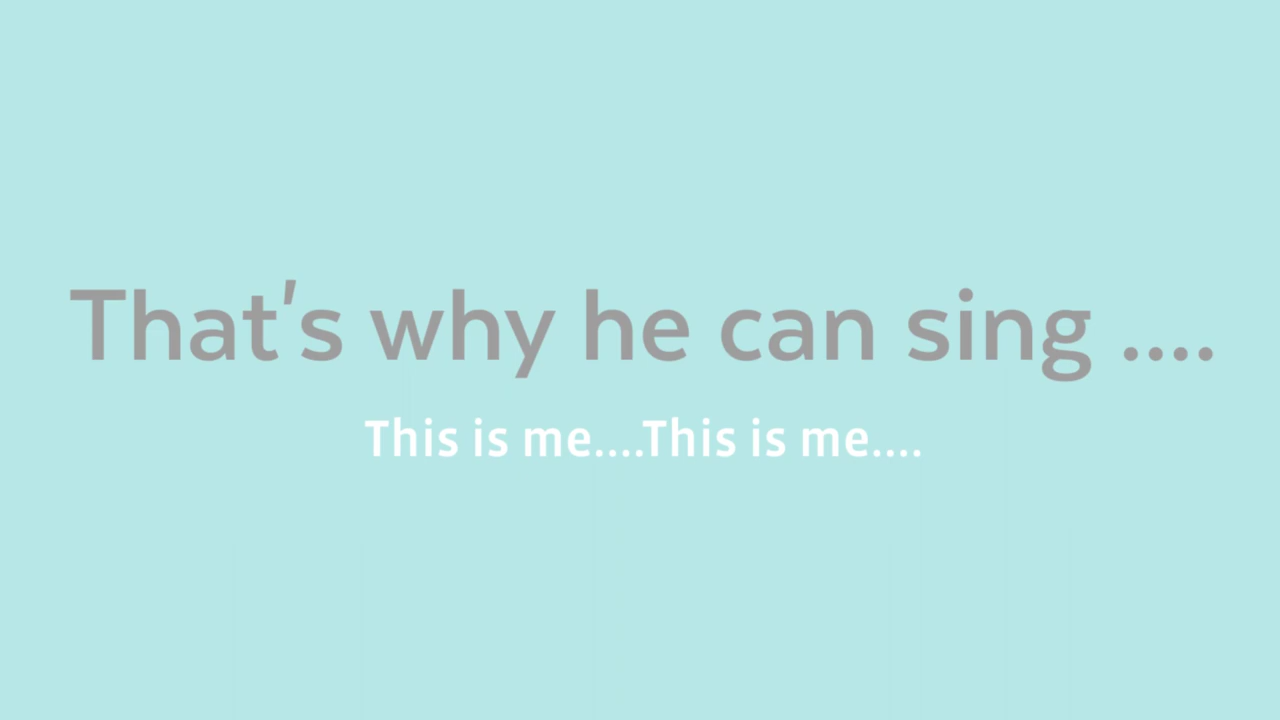 That's why he can sing ....
This is me....This is me....